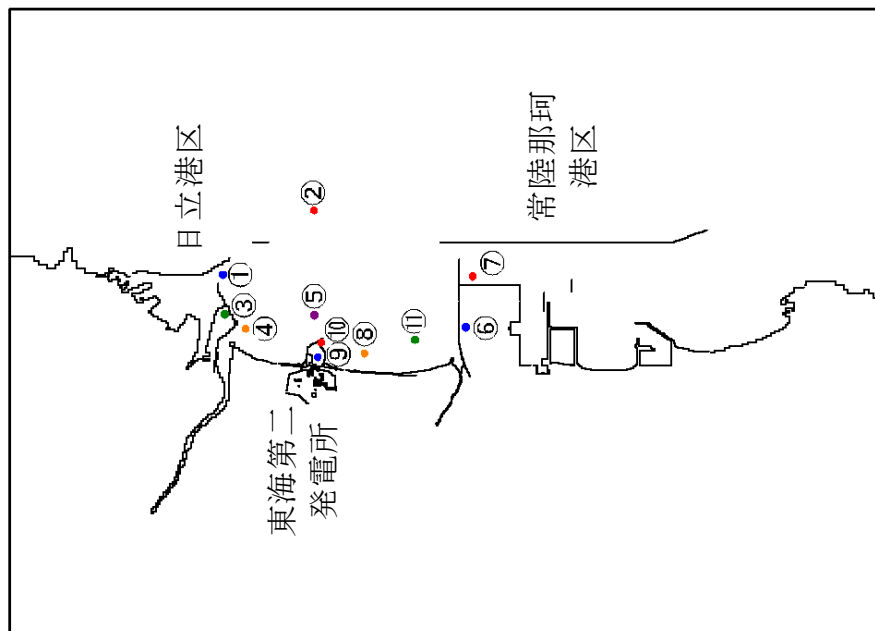 日立港区
①
②
③
④
⑤
⑩
⑨
⑧
⑪
⑥
⑦
東海第二
発電所
常陸那珂
港区